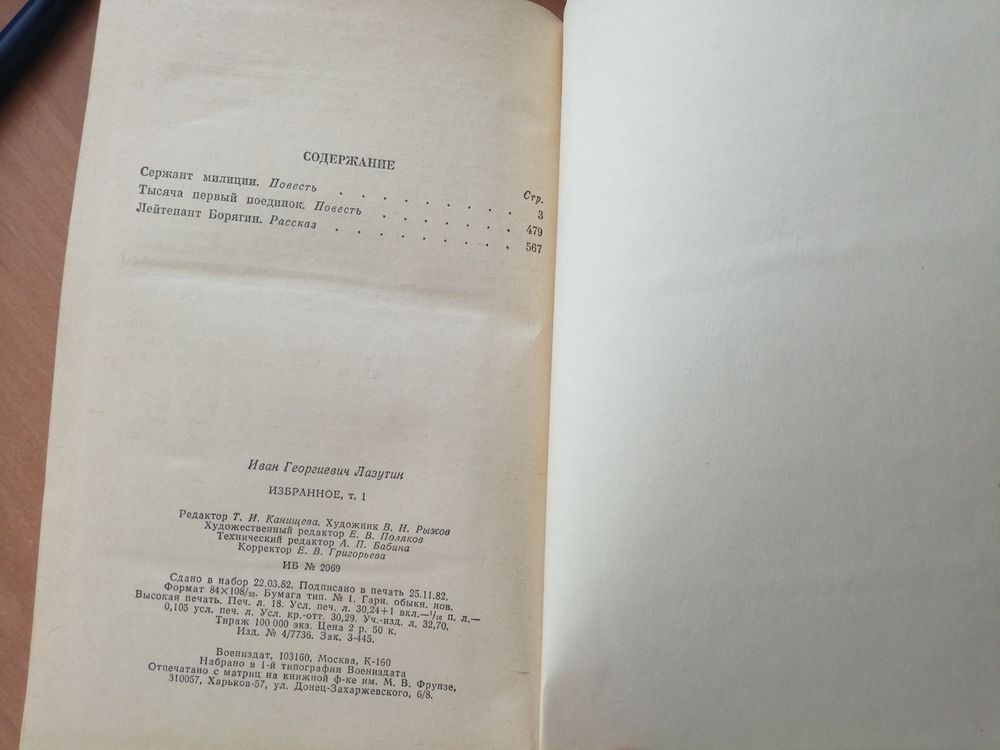 СОДЕРЖАНИЕ
Стр.
Сержант милиции. Повесть . . . . . . . . 3
Тысяча первый поединок. Повесть . . . . . . 479
Лейтенант Борягин. Рассказ . . . . . . . . 567
Иван Георгиевич Лазутин
ИЗБРАННОЕ, т. 1
Редактор Т. И. Канищева. Художник В. Н. Рыжов
Художественный редактор Е. В. Поляков
Технический редактор А. П. Бабина
Корректор Е. В. Григорьева
ИБ № 2069
Сдано в набор 22.03.82. Подписано в печать 25.11.82.
Формат 84×108/32. Бумага тип. № 1. Гарн. обыкн. нов.
Высокая печать. Печ. л. 18. Усл. печ. л. 30,24+1 вкл.—1/16 п. л.—
0,105 усл. печ. л. Усл. кр.-отт. 30,29. Уч.-изд. л. 32,70.
Тираж 100 000 экз. Цена 2 р. 50 к.
Изд. № 4/7736. Зак. 3-445.
Воениздат, 103160, Москва, К-160
Набрано в 1-й типографии Воениздата
Отпечатано с матриц на книжной ф-ке им. М. В. Фрунзе,
310057, Харьков-57, ул. Донец-Захаржевского, 6/8.